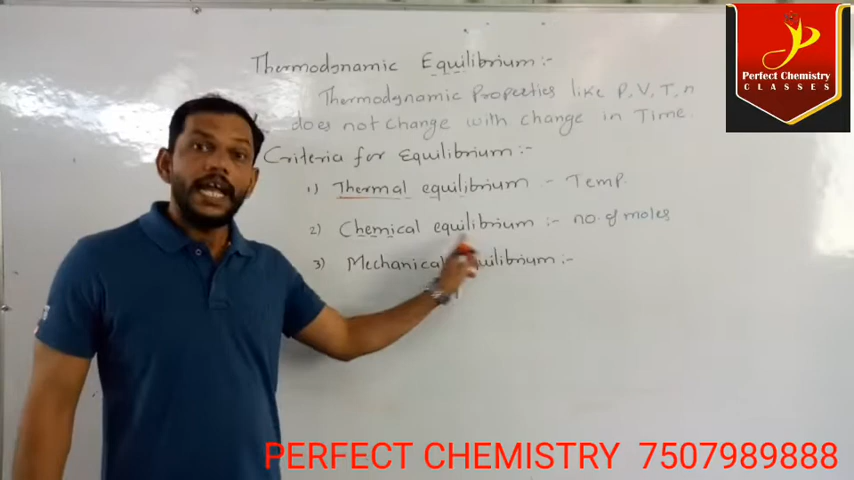 Thermodynamic Equilibrium :-
Thermodynamic Properties like P, V, T, n
does not change with change in Time.
Criteria for Equilibrium :-
1) Thermal equilibrium - Temp.
2) Chemical equilibrium :- no. of moles
3) Mechanical equilibrium :-
Perfect Chemistry
CLASSES
PERFECT CHEMISTRY 7507989888